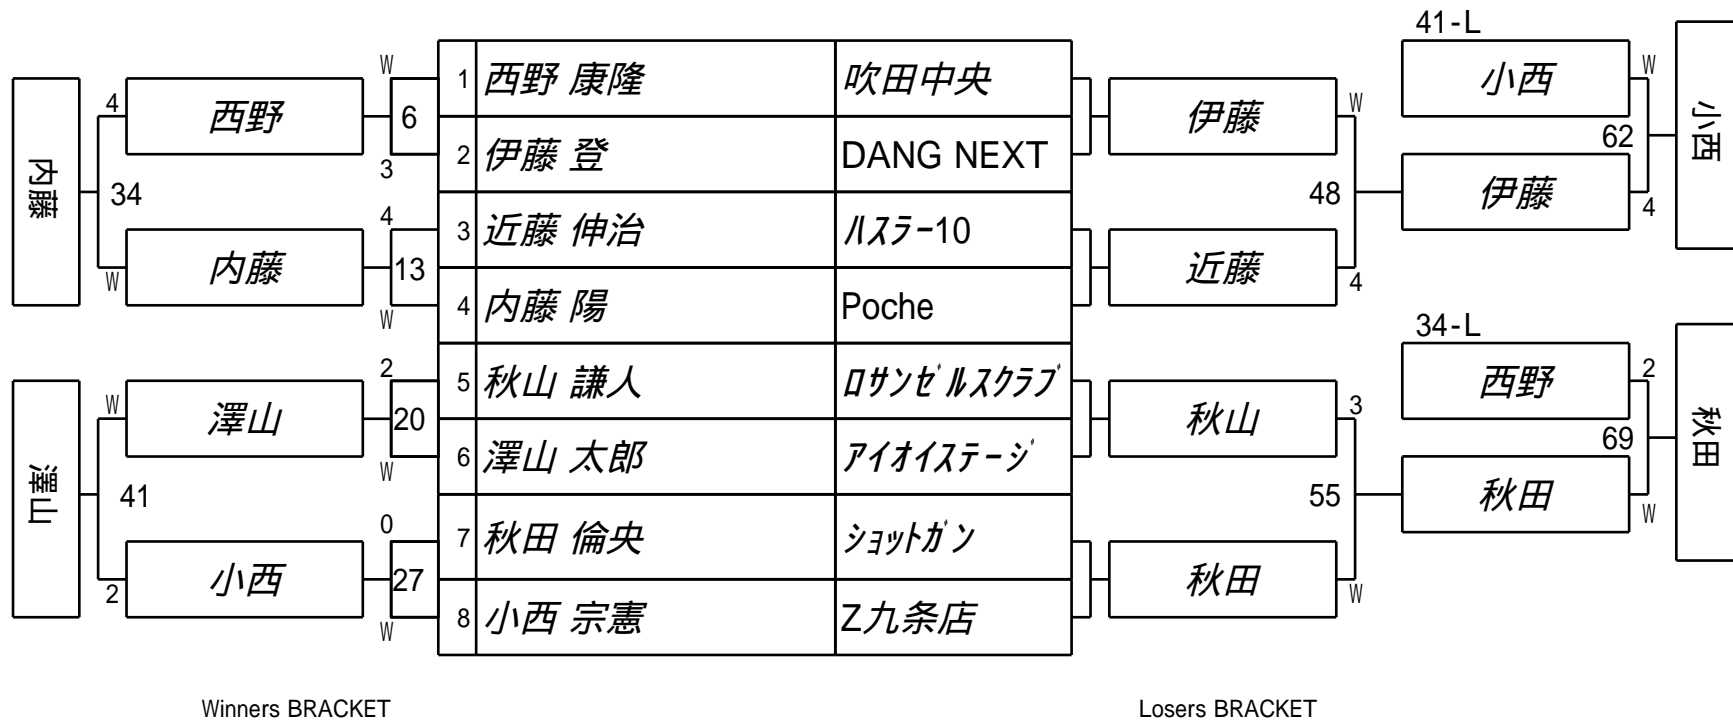 41-L
W
1 西野 康隆 吹田中央
小西
W
4
西野
6
伊藤
W
小西
2 伊藤 登 DANG NEXT
62
3
内藤
34
48
伊藤
4
4
3 近藤 伸治 ﾊｽﾗｰ10
W
内藤
13
近藤
4
4 内藤 陽 Poche
W
34-L
2
5 秋山 謙人 ﾛｻﾝｾﾞﾙｽｸﾗﾌﾞ
西野
2
W
澤山
20
秋山
3
秋田
6 澤山 太郎 ｱｲｵｲｽﾃｰｼﾞ
69
W
澤山
41
55
秋田
W
0
7 秋田 倫央 ｼｮｯﾄｶﾞﾝ
2
小西
27
秋田
W
8 小西 宗憲 Z九条店
W
Winners BRACKET
Losers BRACKET